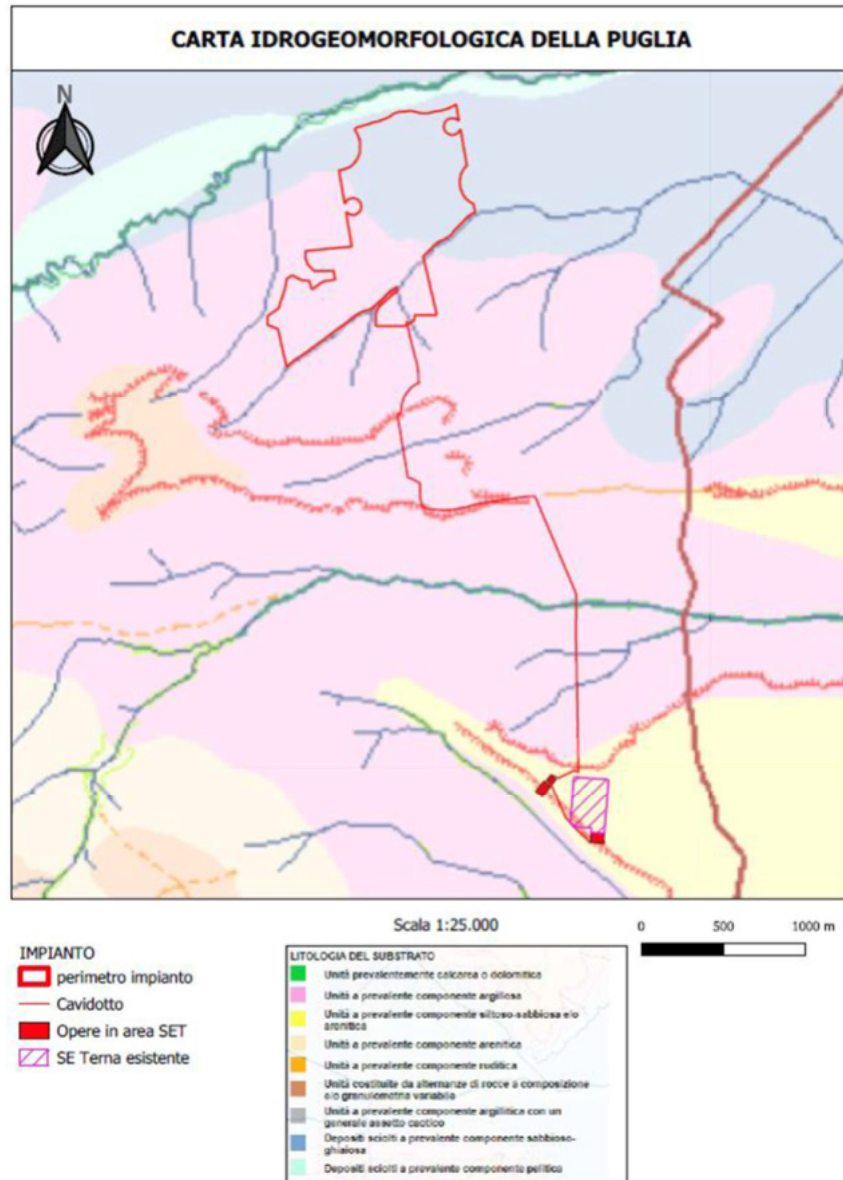 CARTA IDROGEOMORFOLOGICA DELLA PUGLIA
N
Scala 1:25.000
0 500 1000 m
IMPIANTO
perimetro impianto
Cavidotto
Opere in area SET
SE Terna esistente
LITOLOGIA DEL SUBSTRATO
Unità prevalentemente calcarea o dolomitica
Unità a prevalente componente argillosa
Unità a prevalente componente siltoso-sabbiosa e/o
arenitica
Unità a prevalente componente arenitica
Unità a prevalente componente ruditica
Unità costituite da alternanze di rocce a composizione
e/o granulometria variabile
Unità a prevalente componente argillitica con un
generale assetto caotico
Depositi sciolti a prevalente componente sabbioso-
ghiaiosa
Depositi sciolti a prevalente componente pelitica